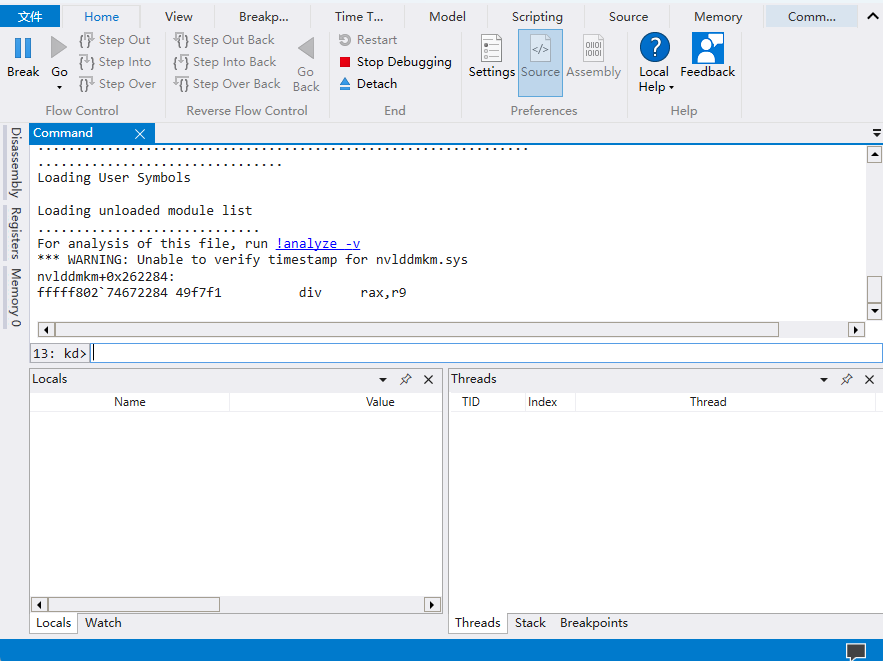 文件 Home View Breakp... Time T... Model Scripting Source Memory Comm...
Break
Go
Step Out
Step Into
Step Over
Flow Control
Step Out Back
Step Into Back
Step Over Back
Go
Back
Reverse Flow Control
Restart
Stop Debugging
Detach
End
Settings
Source
Assembly
Preferences
Local
Help
Feedback
Help
Disassembly
Registers
Memory 0
Command
...............................................................
................................
Loading User Symbols
Loading unloaded module list
.............................
For analysis of this file, run !analyze -v
*** WARNING: Unable to verify timestamp for nvlddmkm.sys
nvlddmkm+0x262284:
fffff802`74672284 49f7f1 div rax,r9
13: kd>
Locals
Name Value
Locals Watch
Threads
TID Index Thread
Threads Stack Breakpoints